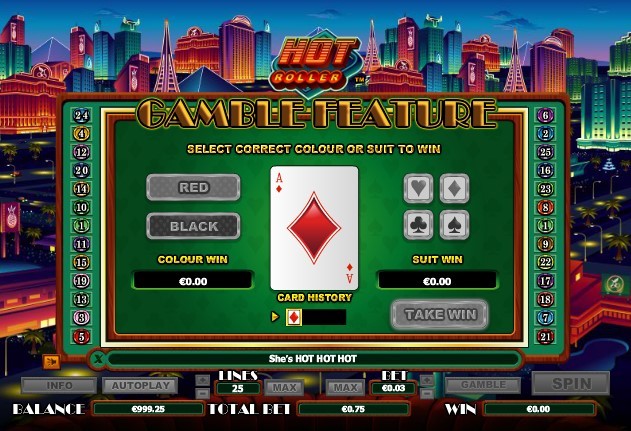 HOT
ROLLER™
GAMBLE FEATURE
SELECT CORRECT COLOUR OR SUIT TO WIN
24
4
12
20
14
10
1
11
15
19
13
3
5
RED
BLACK
COLOUR WIN
€0.00
A
A
CARD HISTORY
SUIT WIN
€0.00
TAKE WIN
6
2
25
16
23
8
1
9
22
17
18
7
21
She's HOT HOT HOT
INFO
AUTOPLAY
LINES
25
MAX
MAX
BET
€0.03
GAMBLE
SPIN
BALANCE
€999.25
TOTAL BET
€0.75
WIN
€0.00